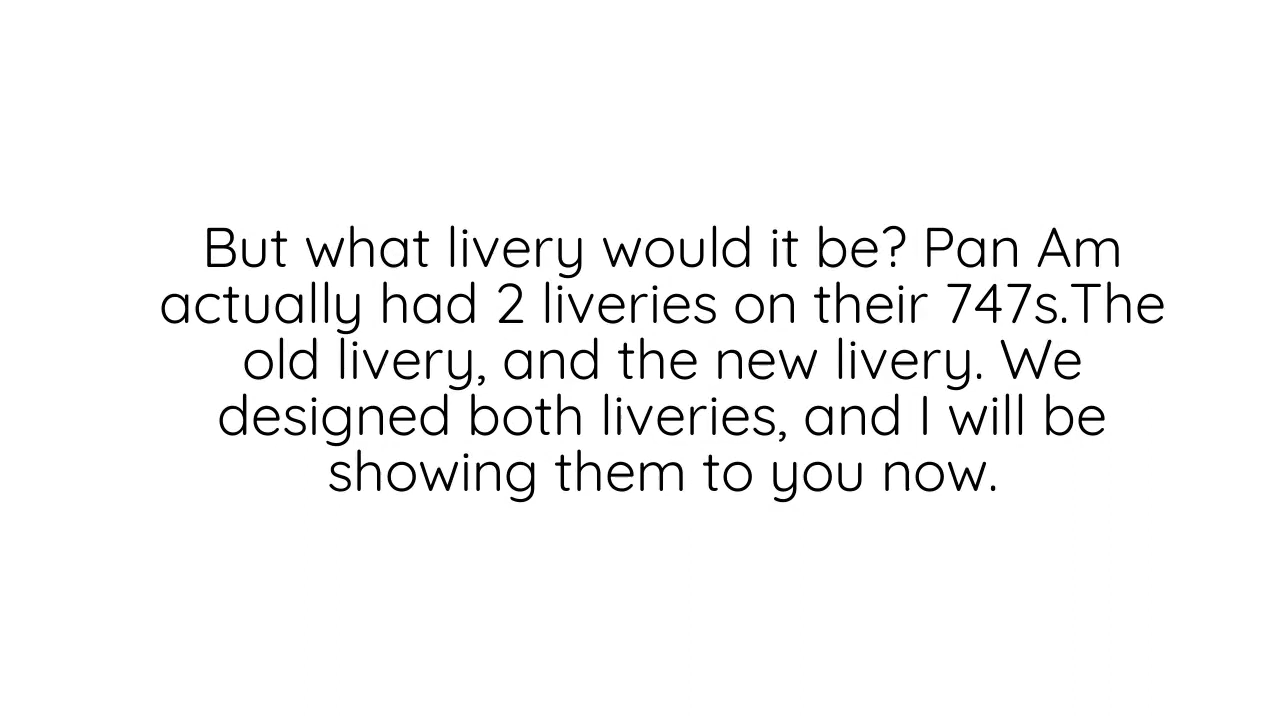 But what livery would it be? Pan Am
actually had 2 liveries on their 747s.The
old livery, and the new livery. We
designed both liveries, and I will be
showing them to you now.